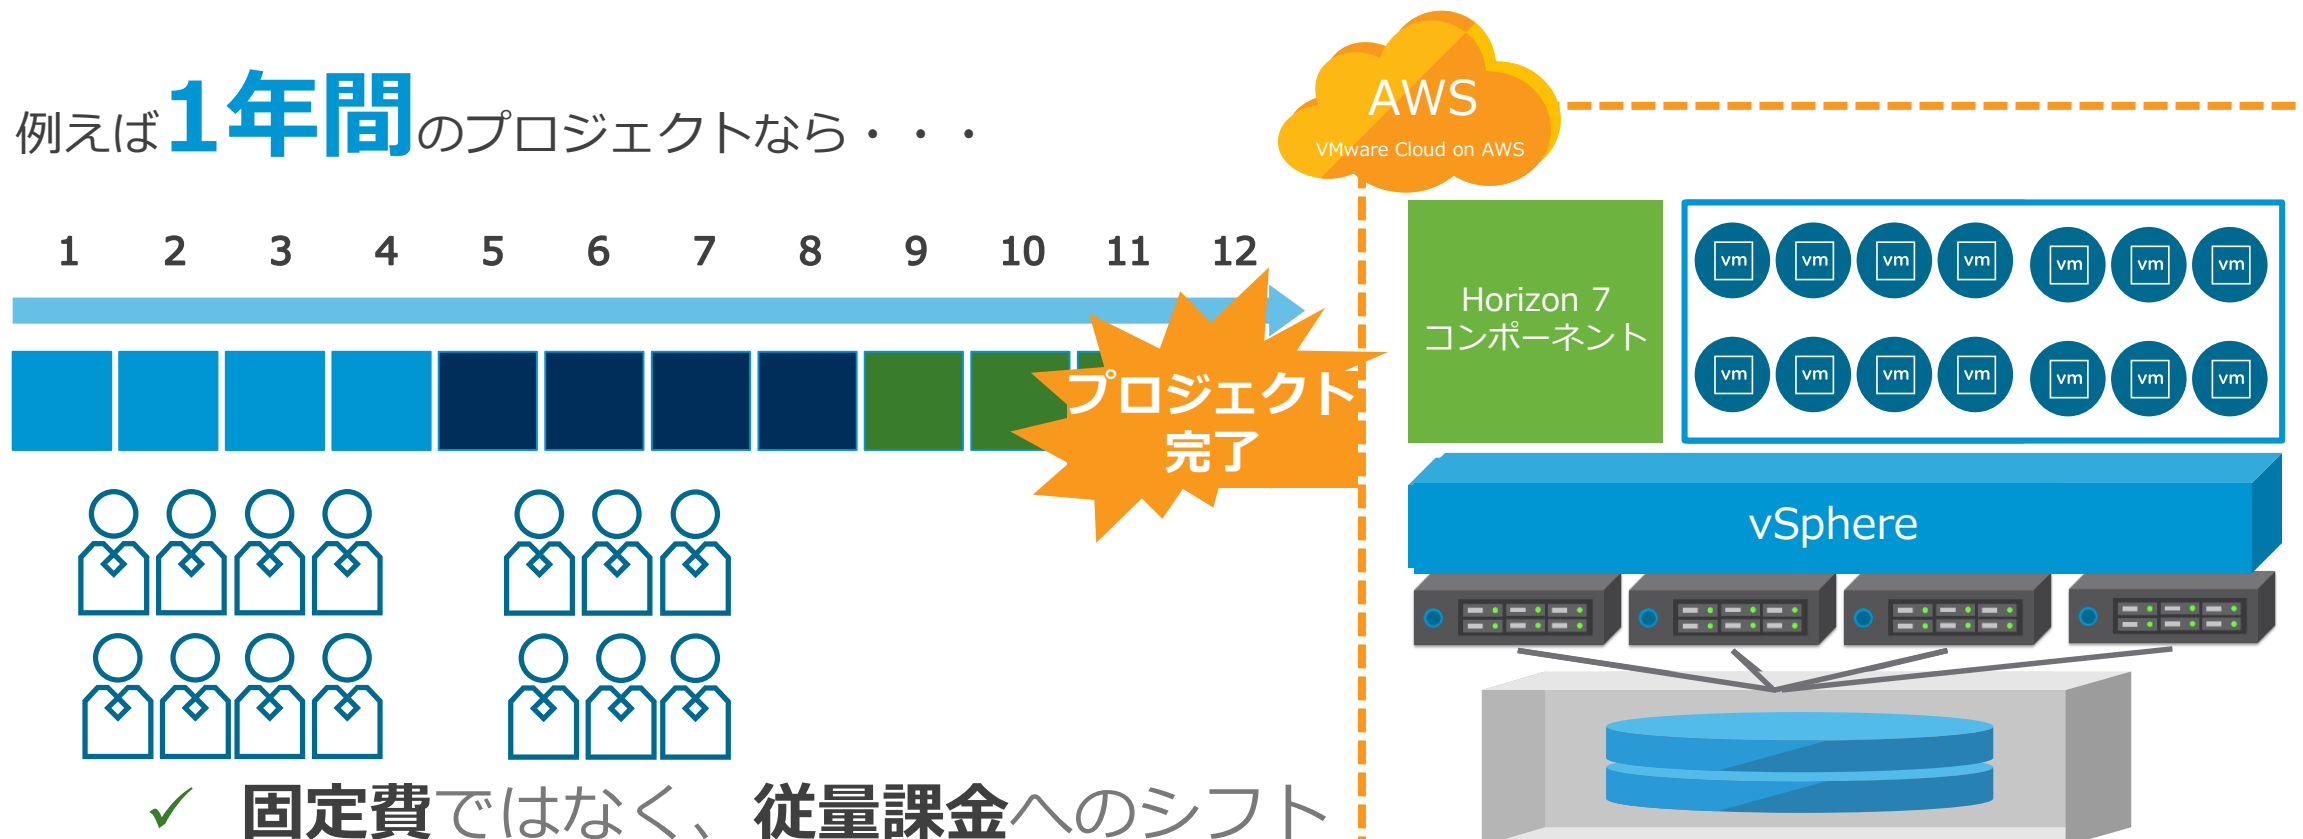 例えば1年間のプロジェクトなら・・・
1 2 3 4 5 6 7 8 9 10 11 12
プロジェクト
完了
✓ 固定費ではなく、従量課金へのシフト
AWS
VMware Cloud on AWS
Horizon 7
コンポーネント
vm vm vm vm vm vm vm
vm vm vm vm vm vm vm
vSphere